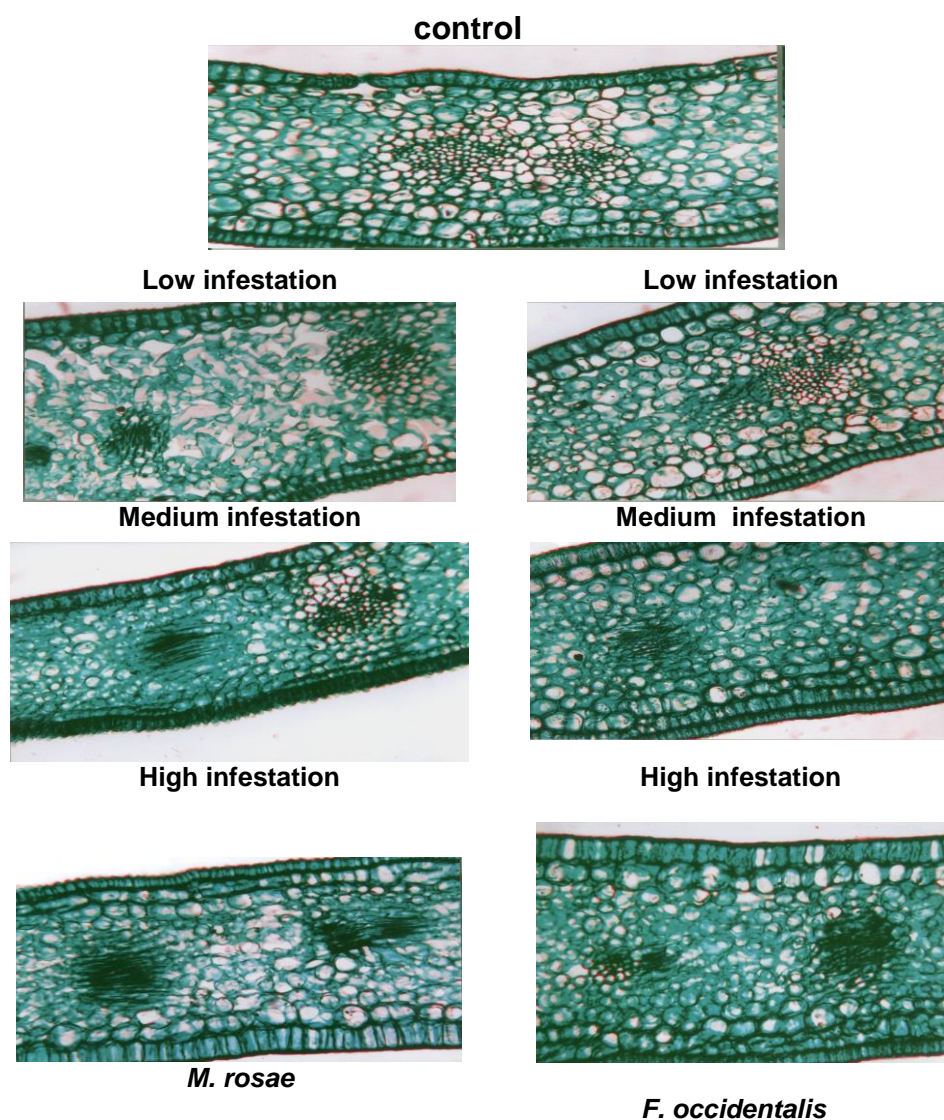 control
Low infestation
Low infestation
Medium infestation
Medium infestation
High infestation
High infestation
M. rosae
F. occidentalis